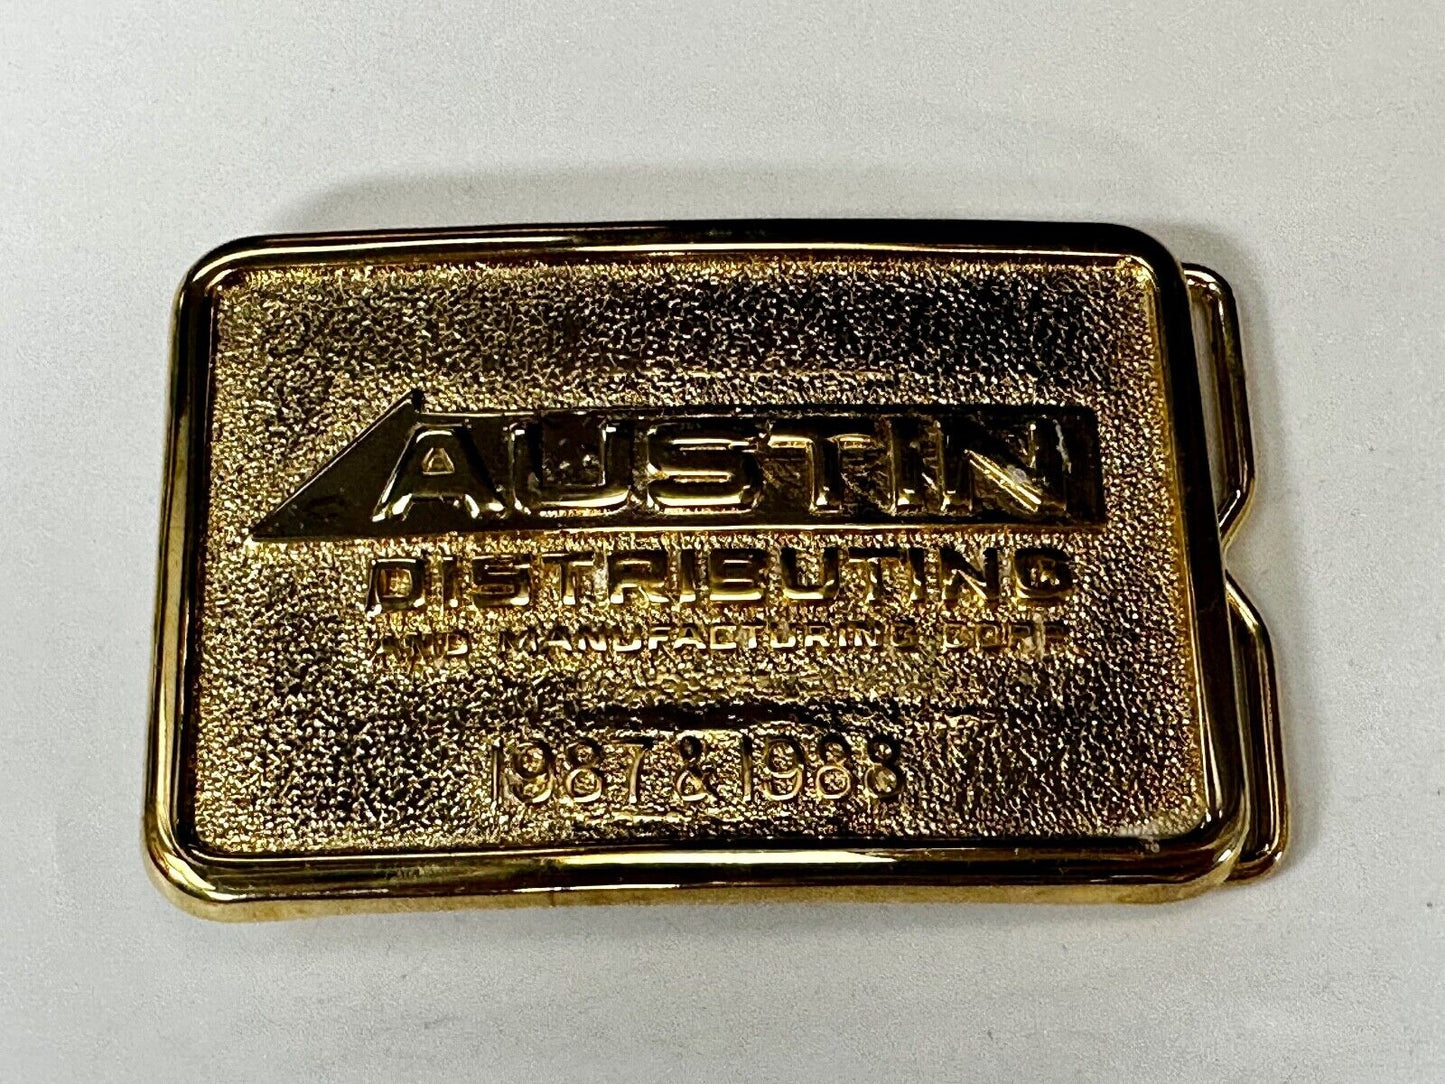 AUSTIN
DISTRIBUTING
AND MANUFACTURING CORP.
1987 & 1988